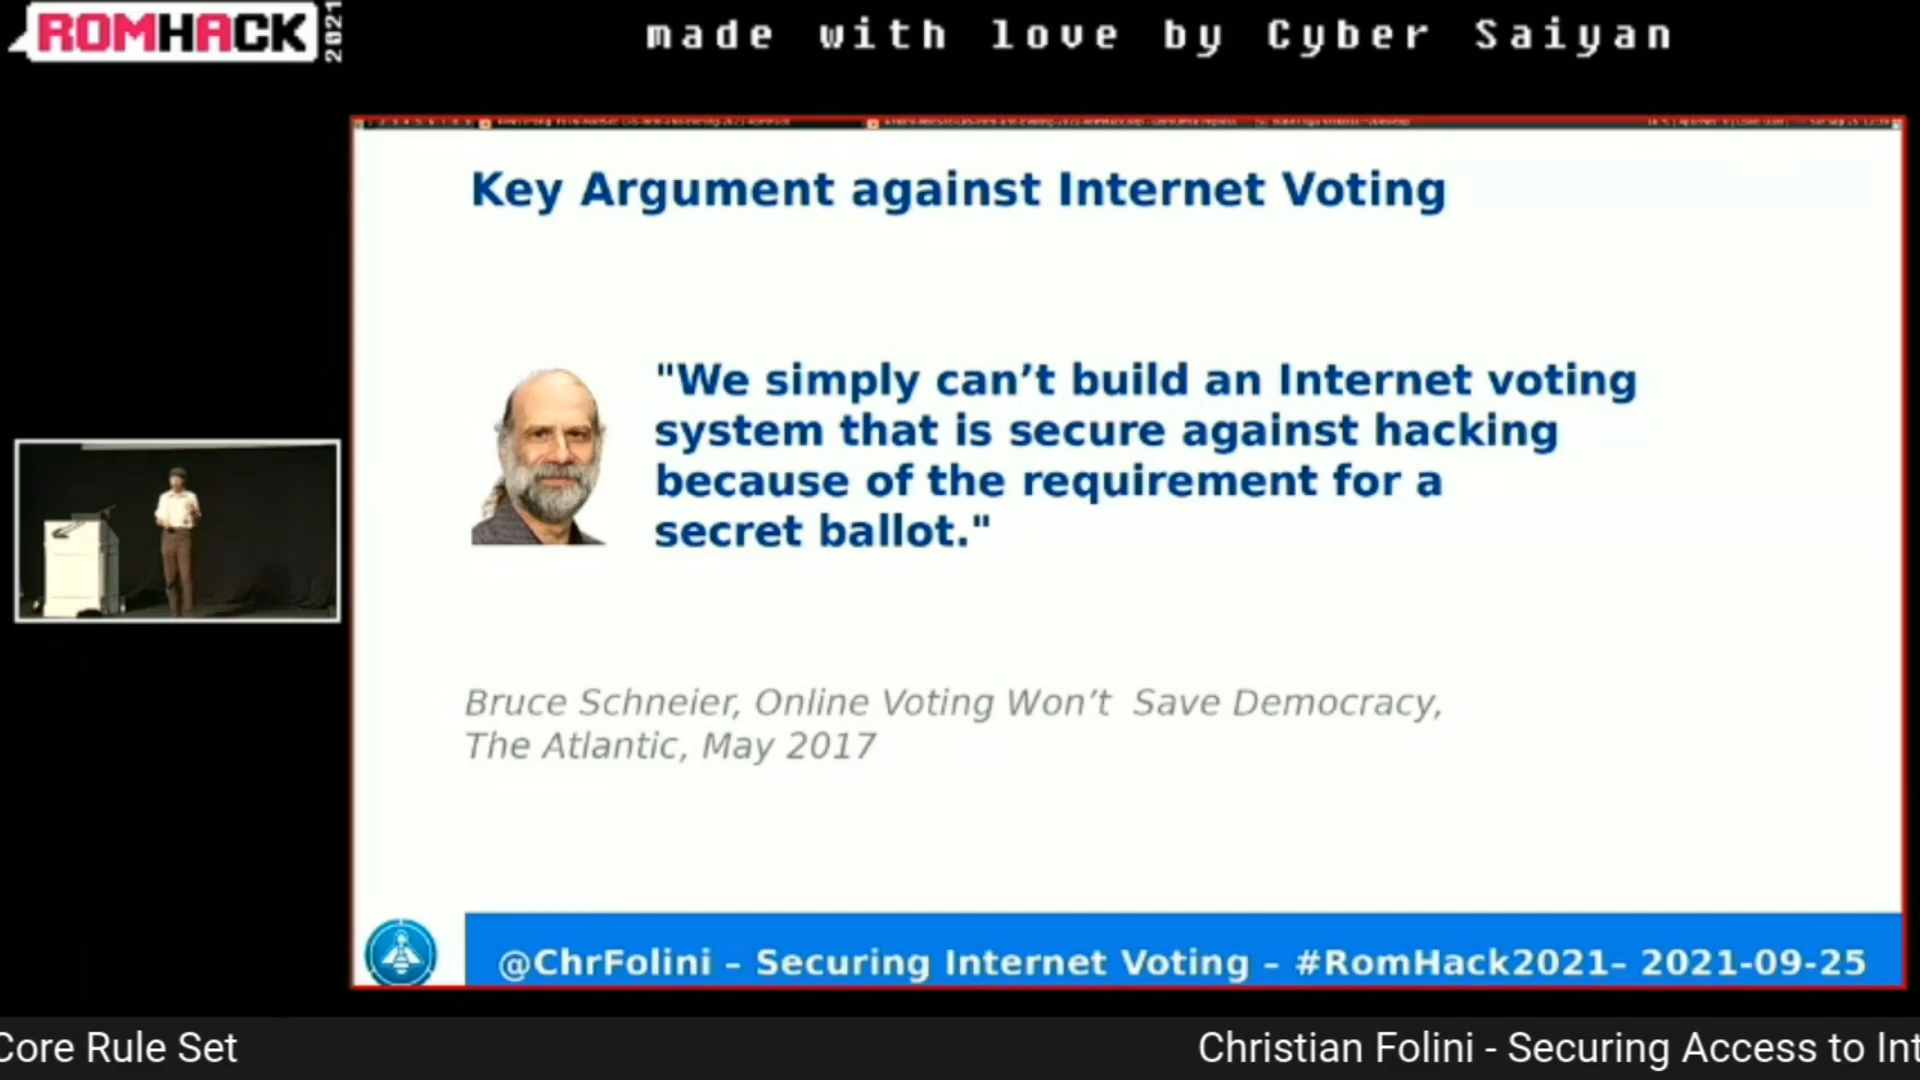 ROMHACK
2021
made with love by Cyber Saiyan
Key Argument against Internet Voting
"We simply can’t build an Internet voting
system that is secure against hacking
because of the requirement for a
secret ballot."
Bruce Schneier, Online Voting Won’t Save Democracy,
The Atlantic, May 2017
@ChrFolini – Securing Internet Voting – #RomHack2021– 2021-09-25
Core Rule Set
Christian Folini - Securing Access to Int